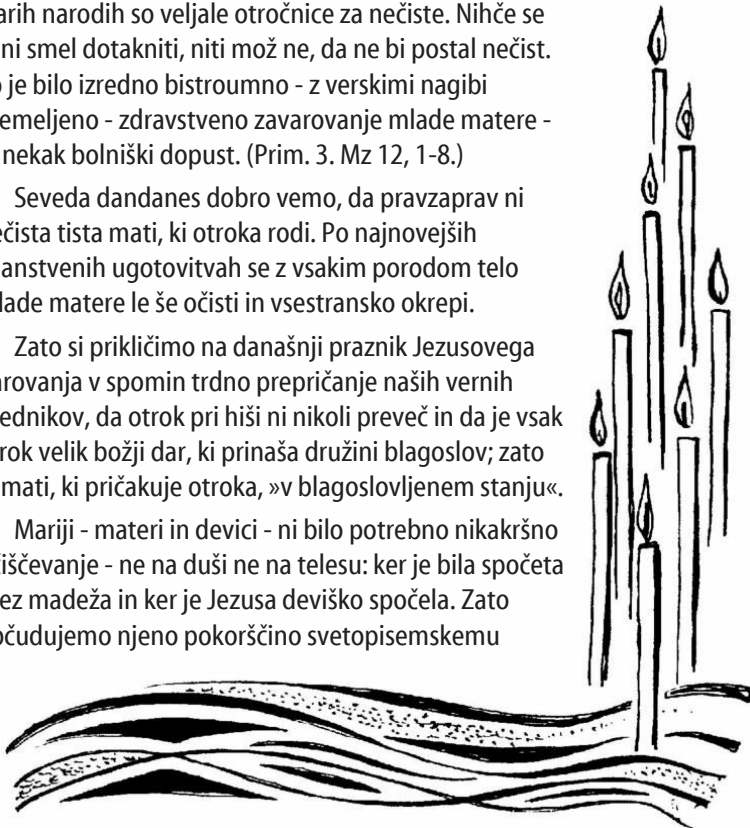 arih narodih so veljale otročnice za nečiste. Nihče se
ni smel dotakniti, niti mož ne, da ne bi postal nečist.
o je bilo izredno bistroumno - z verskimi nagibi
emeljeno - zdravstveno zavarovanje mlade matere -
nekak bolniški dopust. (Prim. 3. Mz 12, 1-8.)
Seveda dandanes dobro vemo, da pravzaprav ni
ečista tista mati, ki otroka rodi. Po najnovejših
anstvenih ugotovitvah se z vsakim porodom telo
lade matere le še očisti in vsestransko okrepi.
Zato si prikličimo na današnji praznik Jezusovega
arovanja v spomin trdno prepričanje naših vernih
ednikov, da otrok pri hiši ni nikoli preveč in da je vsak
rok velik božji dar, ki prinaša družini blagoslov; zato
mati, ki pričakuje otroka, »v blagoslovljenem stanju«.
Mariji - materi in devici - ni bilo potrebno nikakršno
iščevanje - ne na duši ne na telesu: ker je bila spočeta
ez madeža in ker je Jezusa deviško spočela. Zato
očudujemo njeno pokorščino svetopisemskemu